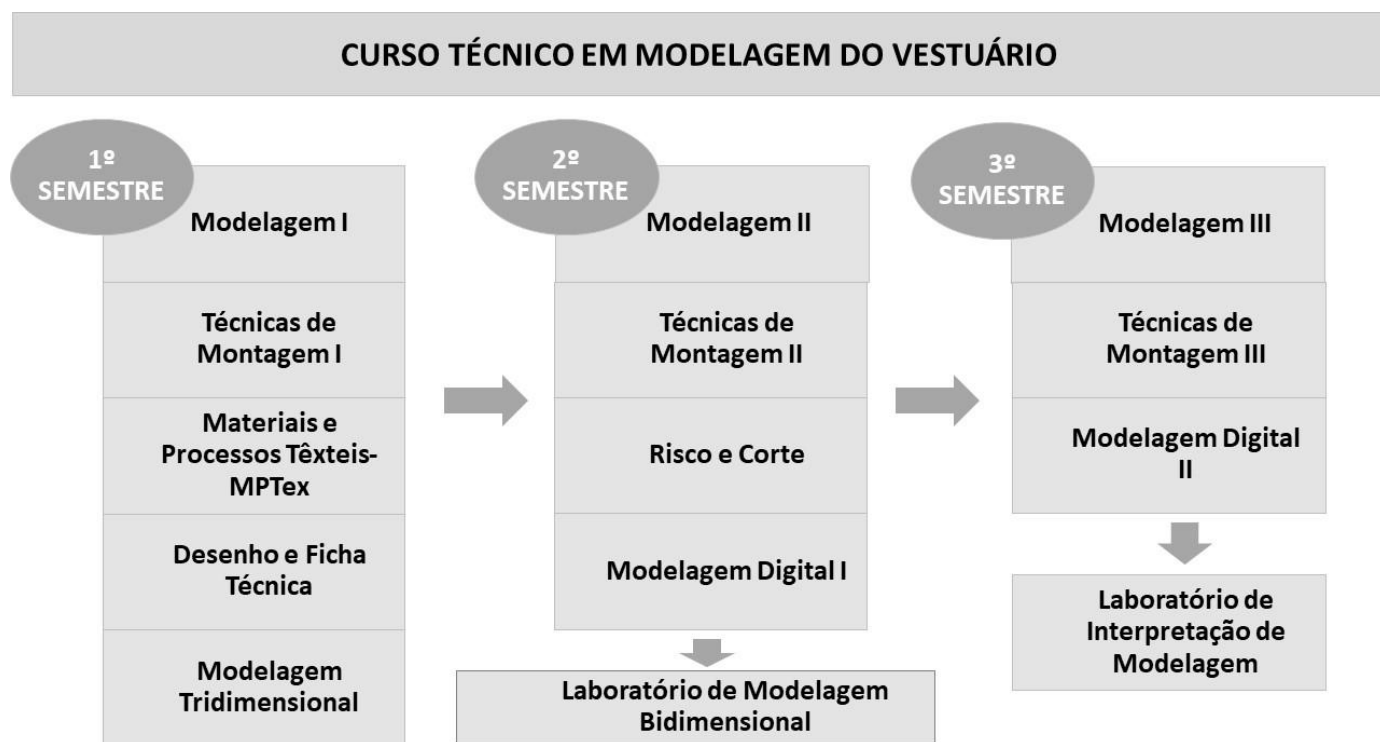 CURSO TÉCNICO EM MODELAGEM DO VESTUÁRIO
1º
SEMESTRE
Modelagem I
Técnicas de
Montagem I
Materiais e
Processos Têxteis-
MPTex
Desenho e Ficha
Técnica
Modelagem
Tridimensional
2º
SEMESTRE
Modelagem II
Técnicas de
Montagem II
Risco e Corte
Modelagem Digital I
Laboratório de Modelagem
Bidimensional
3º
SEMESTRE
Modelagem III
Técnicas de
Montagem III
Modelagem Digital
II
Laboratório de
Interpretação de
Modelagem